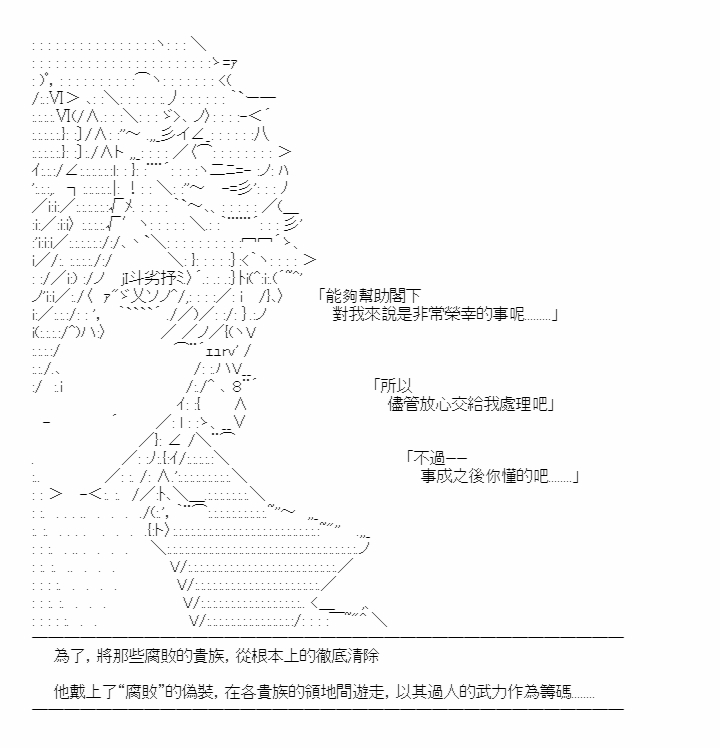 「能夠幫助閣下
對我來說是非常榮幸的事呢.........」
「所以
儘管放心交給我處理吧」
「不過——
事成之後你懂的吧........」
為了, 將那些腐敗的貴族, 從根本上的徹底清除
他戴上了“腐敗”的偽裝, 在各貴族的領地間遊走, 以其過人的武力作為籌碼........